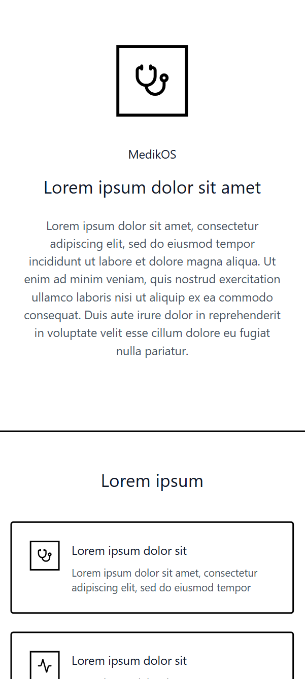 MedikOS
Lorem ipsum dolor sit amet
Lorem ipsum dolor sit amet, consectetur
adipiscing elit, sed do eiusmod tempor
incididunt ut labore et dolore magna aliqua. Ut
enim ad minim veniam, quis nostrud exercitation
ullamco laboris nisi ut aliquip ex ea commodo
consequat. Duis aute irure dolor in reprehenderit
in voluptate velit esse cillum dolore eu fugiat
nulla pariatur.
Lorem ipsum
Lorem ipsum dolor sit
Lorem ipsum dolor sit amet, consectetur
adipiscing elit, sed do eiusmod tempor
Lorem ipsum dolor sit